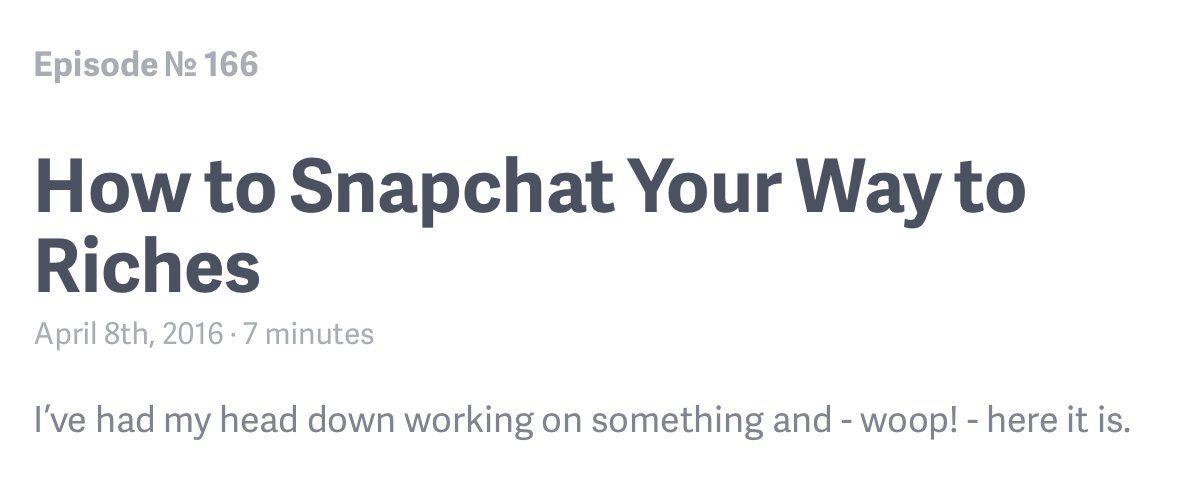 Episode № 166
How to Snapchat Your Way to
Riches
April 8th, 2016 · 7 minutes
I’ve had my head down working on something and - woop! - here it is.